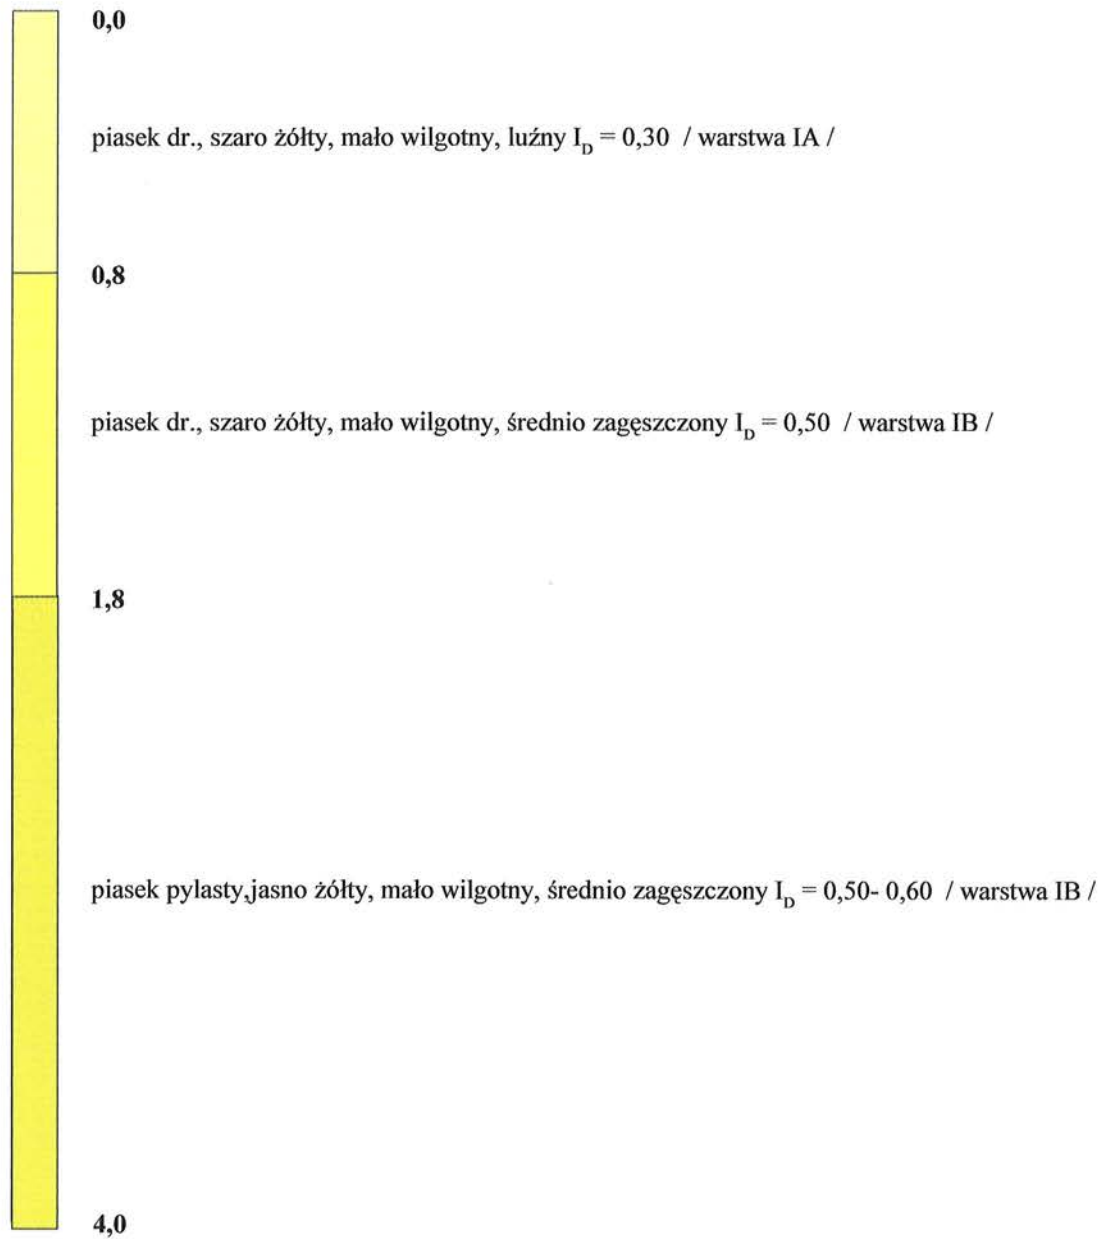 0,0
piasek dr., szaro żółty, mało wilgotny, luźny I_D = 0,30 / warstwa IA /
0,8
piasek dr., szaro żółty, mało wilgotny, średnio zagęszczony I_D = 0,50 / warstwa IB /
1,8
piasek pylasty,jasno żółty, mało wilgotny, średnio zagęszczony I_D = 0,50- 0,60 / warstwa IB /
4,0